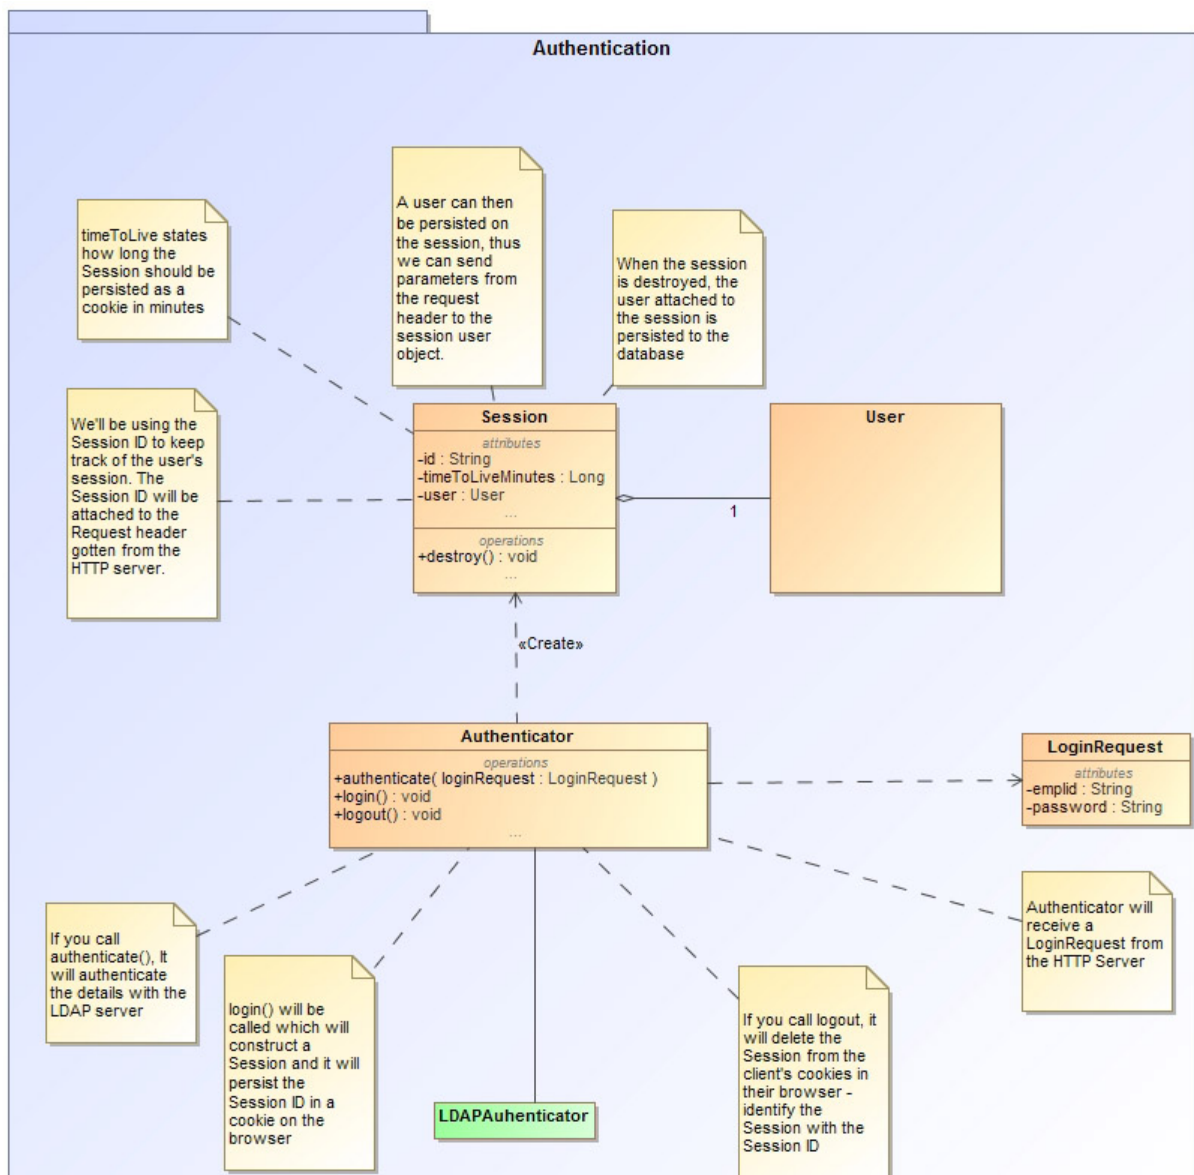 Authentication
A user can then
be persisted on
the session, thus
we can send
parameters from
the request
header to the
session user
object.
timeToLive states
how long the
Session should be
persisted as a
cookie in minutes
When the session
is destroyed, the
user attached to
the session is
persisted to the
database
We'll be using the
Session ID to keep
track of the user's
session. The
Session ID will be
attached to the
Request header
gotten from the
HTTP server.
Session
attributes
-id : String
-timeToLiveMinutes : Long
-user : User
...
operations
+destroy() : void
...
User
1
«Create»
Authenticator
operations
+authenticate( loginRequest : LoginRequest )
+login() : void
+logout() : void
...
LoginRequest
attributes
-emplid : String
-password : String
If you call
authenticate(), It
will authenticate
the details with the
LDAP server
login() will be
called which will
construct a
Session and it will
persist the
Session ID in a
cookie on the
browser
LDAPAuhenticator
If you call logout, it
will delete the
Session from the
client's cookies in
their browser -
identify the
Session with the
Session ID
Authenticator will
receive a
LoginRequest from
the HTTP Server